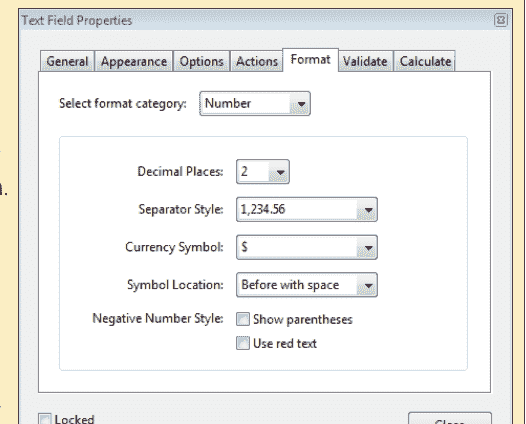 Text Field Properties
General Appearance Options Actions Format Validate Calculate
Select format category: Number
Decimal Places: 2
Separator Style: 1,234.56
Currency Symbol: $
Symbol Location: Before with space
Negative Number Style: Show parentheses
Use red text
Locked
Close